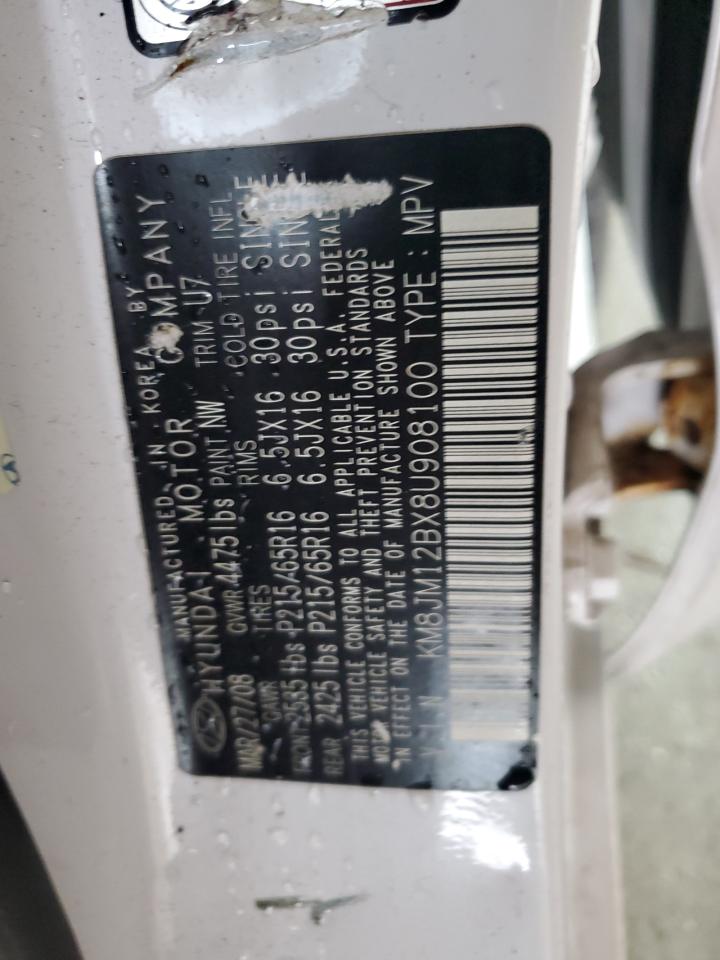 MANUFACTURED IN KOREA BY
HYUNDAI MOTOR COMPANY
MAR/27/08 GVWR 4475 lbs PAINT NW TRIM U7
GAWR TIRES RIMS COLD TIRE INFL
FRONT 2535 lbs P215/65R16 6.5JX16 30psi SINGLE
REAR 2425 lbs P215/65R16 6.5JX16 30psi SINGLE
THIS VEHICLE CONFORMS TO ALL APPLICABLE U.S.A. FEDERAL
MOTOR VEHICLE SAFETY AND THEFT PREVENTION STANDARDS
IN EFFECT ON THE DATE OF MANUFACTURE SHOWN ABOVE
V.I.N KM8JM12BX8U908100 TYPE : MPV